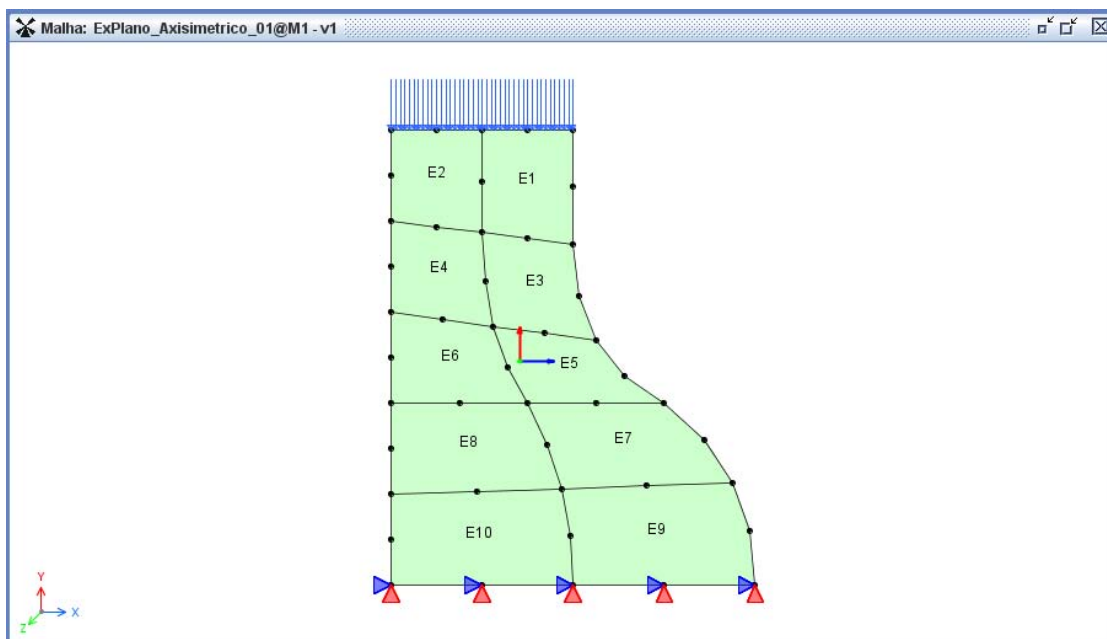 Malha: ExPlano_Axisimetrico_01@M1 - v1
E2
E1
E4
E3
E6
E5
E8
E7
E10
E9
Y
X
Z